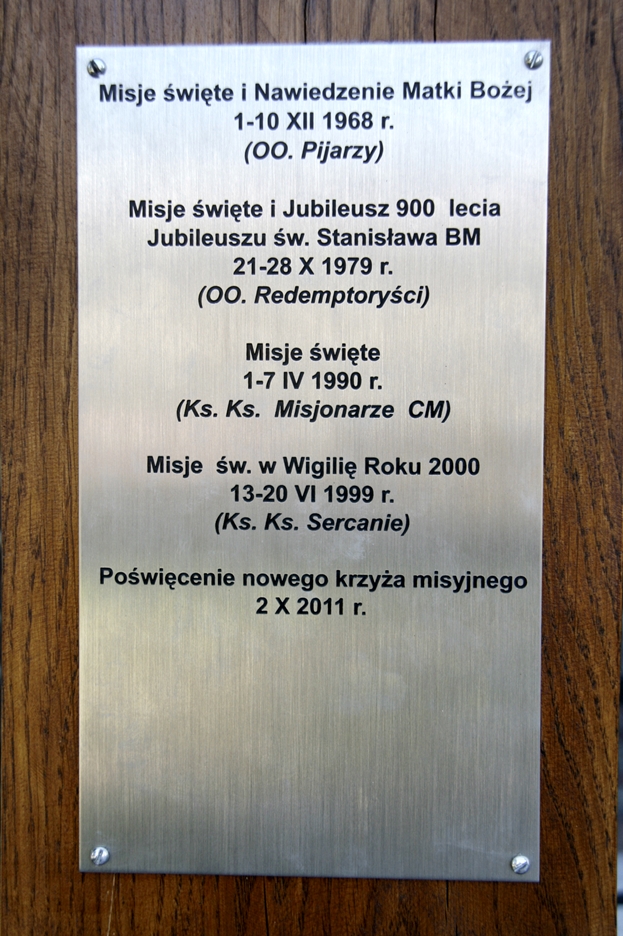 Misje święte i Nawiedzenie Matki Bożej
1-10 XII 1968 r.
(OO. Pijarzy)
Misje święte i Jubileusz 900 lecia
Jubileuszu św. Stanisława BM
21-28 X 1979 r.
(OO. Redemptoryści)
Misje święte
1-7 IV 1990 r.
(Ks. Ks. Misjonarze CM)
Misje św. w Wigilię Roku 2000
13-20 VI 1999 r.
(Ks. Ks. Sercanie)
Poświęcenie nowego krzyża misyjnego
2 X 2011 r.